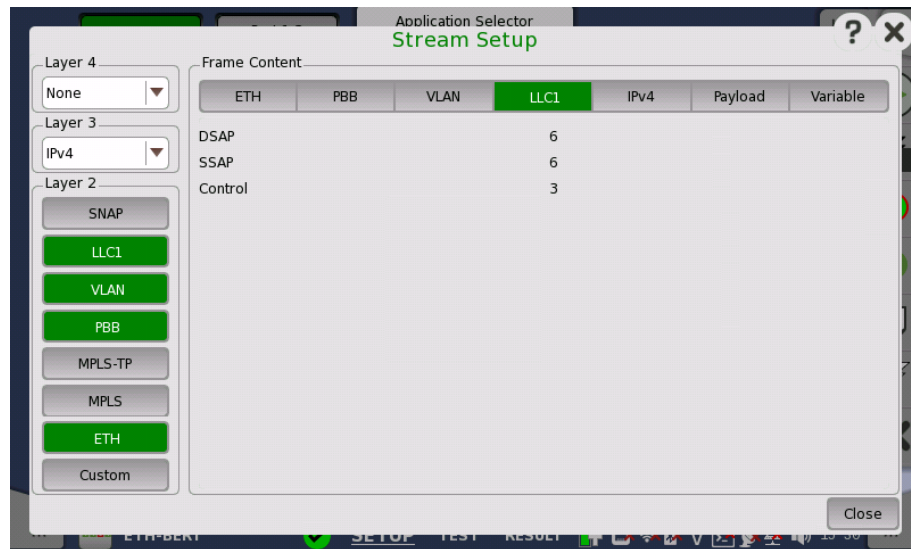 Application Selector
Stream Setup
?
Layer 4
None
Layer 3
IPv4
Layer 2
SNAP
LLC1
VLAN
PBB
MPLS-TP
MPLS
ETH
Custom
Frame Content
ETH PBB VLAN LLC1 IPv4 Payload Variable
DSAP 6
SSAP 6
Control 3
Close
ETH-BERT SETUP TEST RESULT